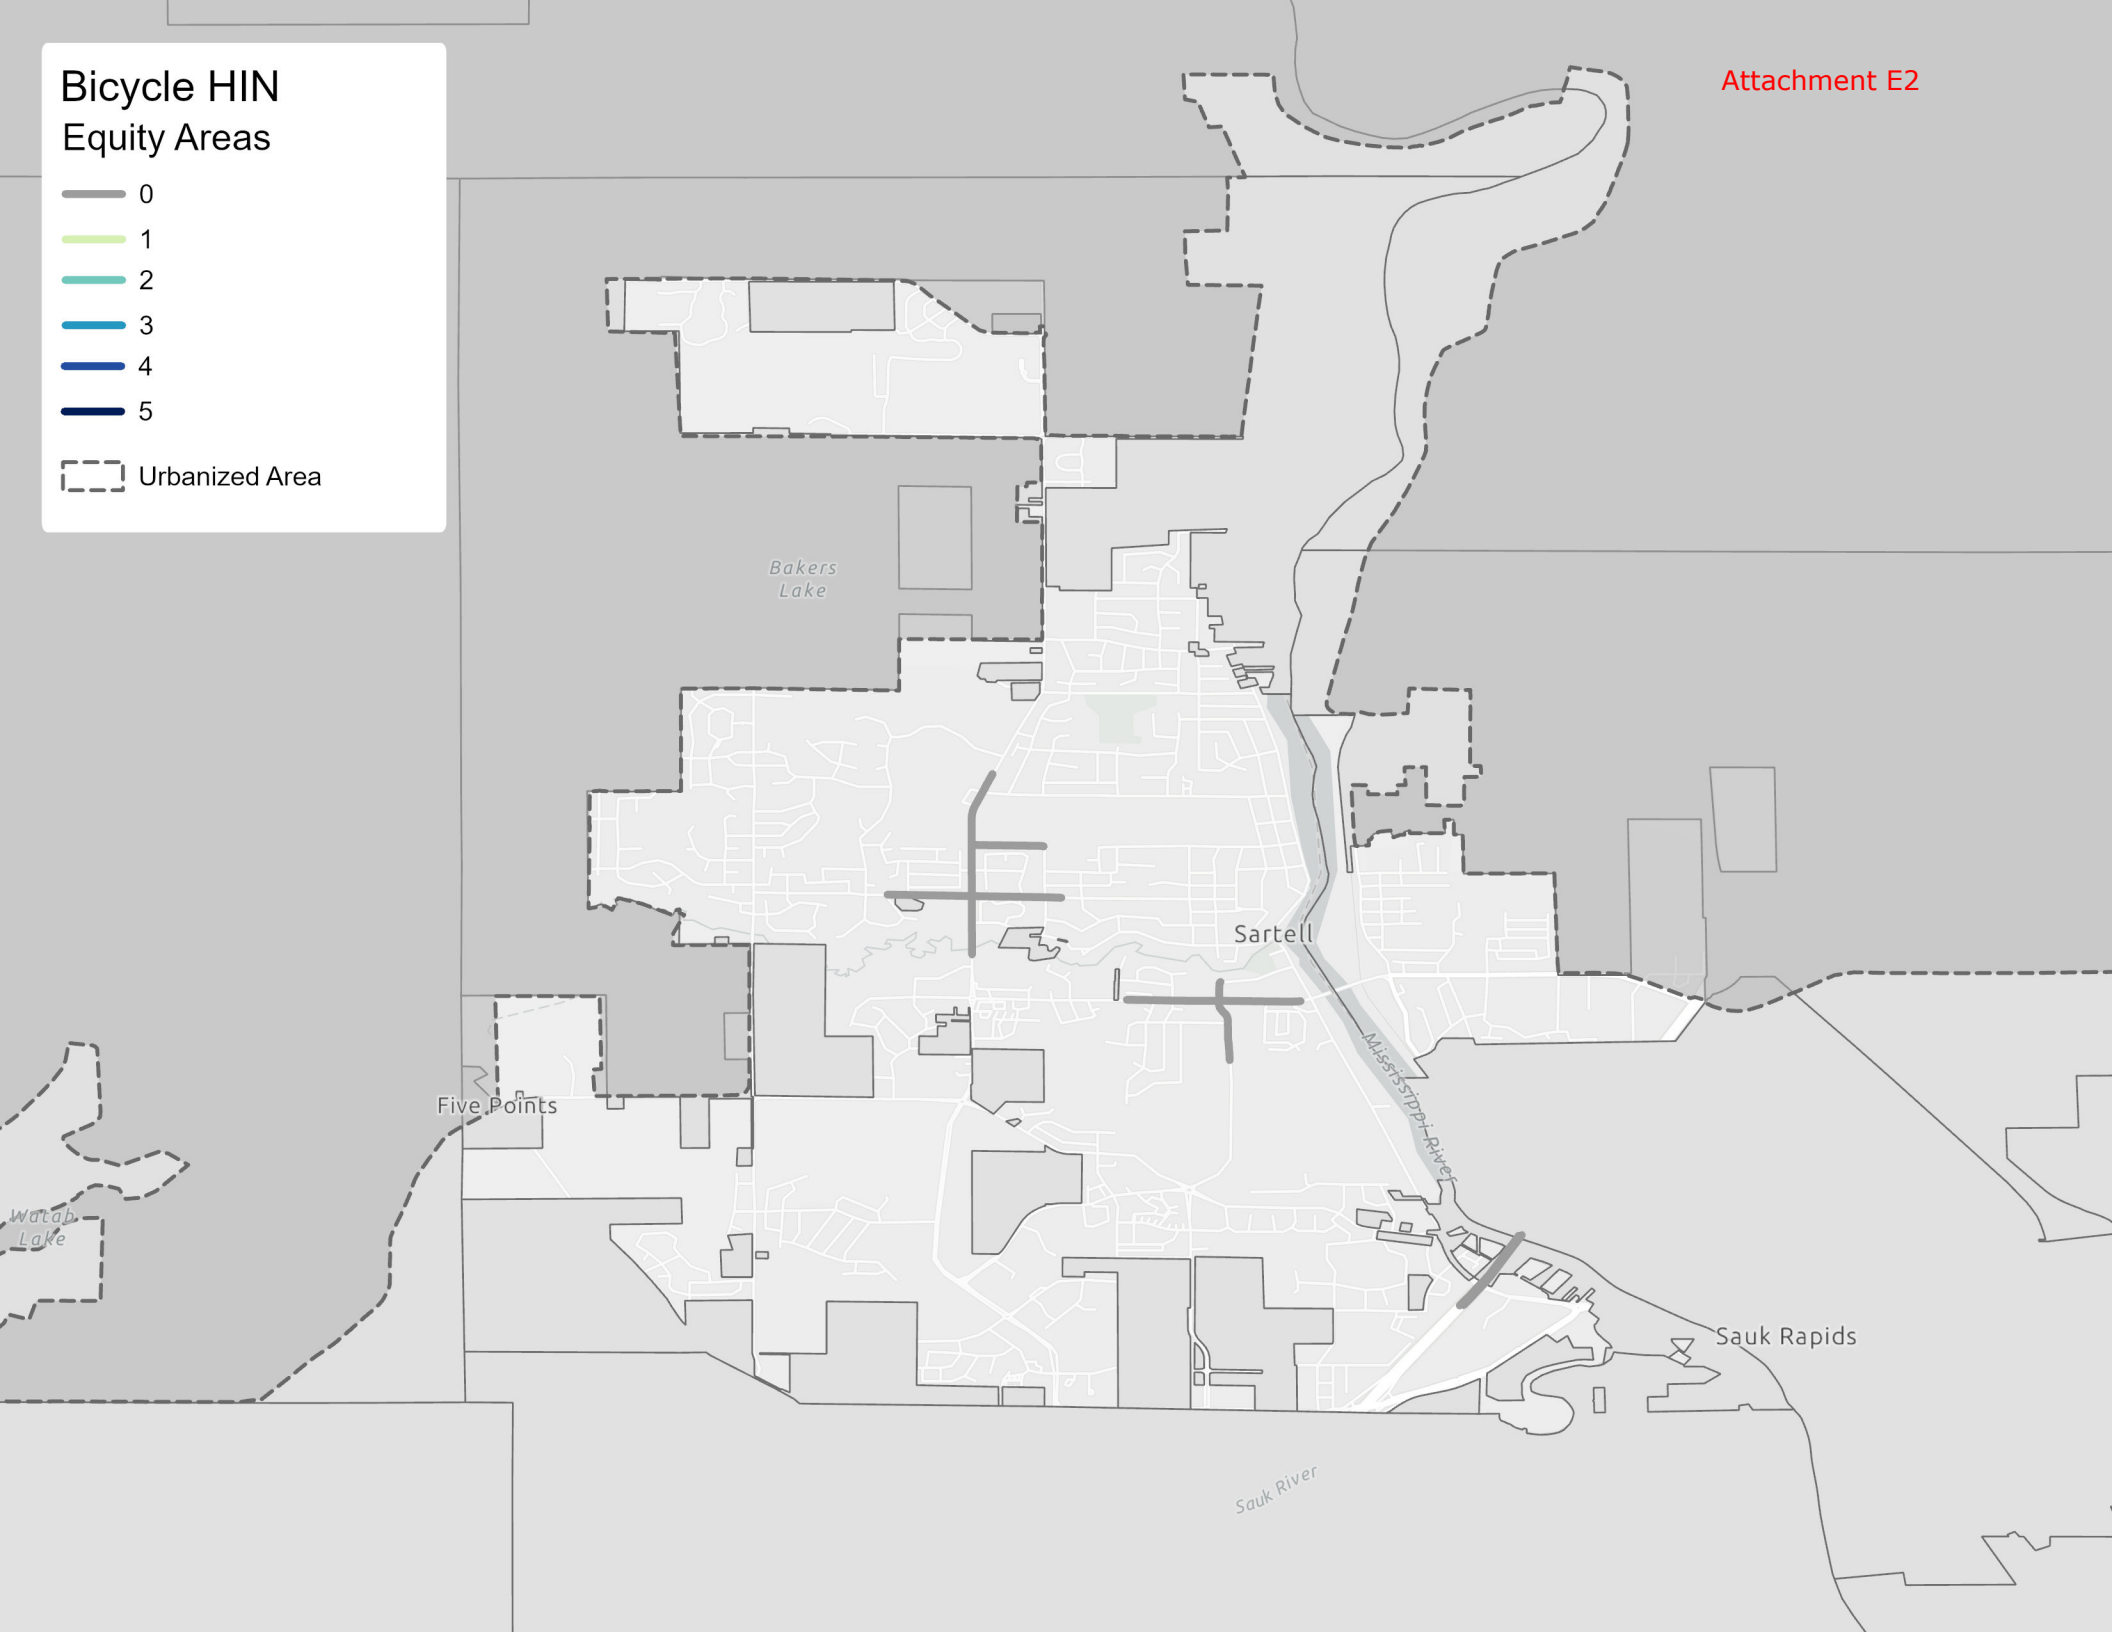 Bicycle HIN
Equity Areas
0
1
2
3
4
5
Urbanized Area
Attachment E2
Bakers
Lake
Sartell
Five Points
Mississippi River
Watab
Lake
Sauk Rapids
Sauk River